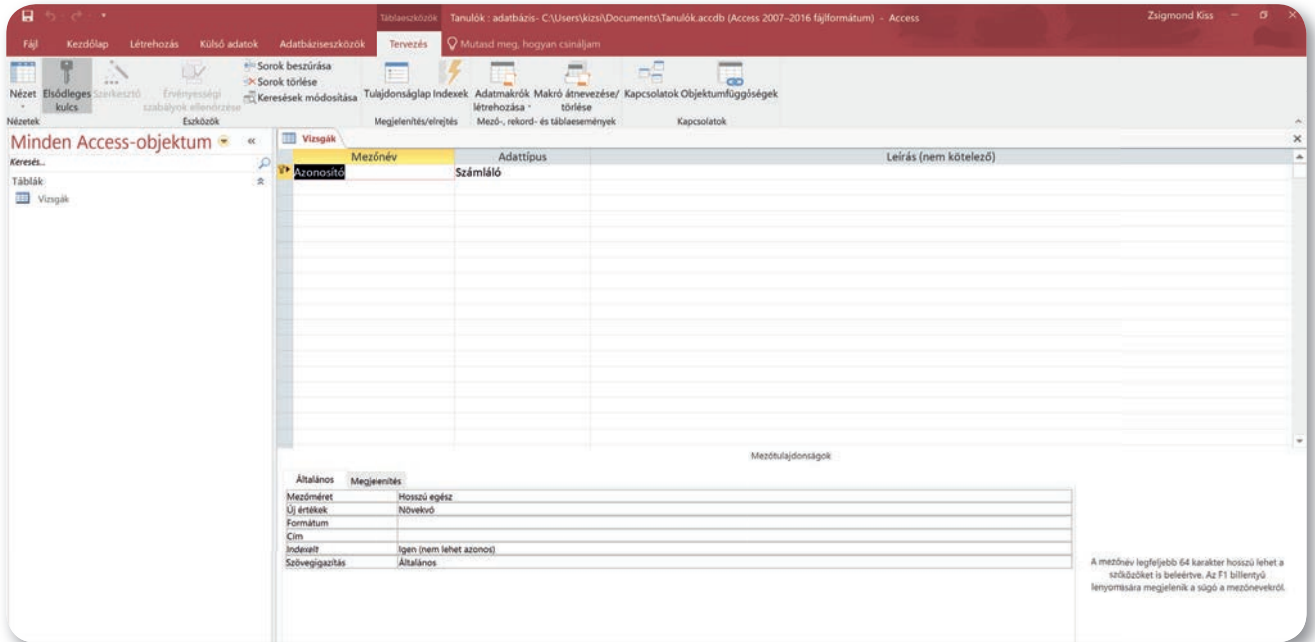 Táblaeszközök Tanulók : adatbázis- C:\Users\kizsi\Documents\Tanulók.accdb (Access 2007–2016 fájlformátum) - Access Zsigmond Kiss
Fájl Kezdőlap Létrehozás Külső adatok Adatbáziseszközök Tervezés Mutasd meg, hogyan csináljam
Nézet
Elsődleges kulcs
Szerkesztő
Érvényességi szabályok ellenőrzése
Sorok beszúrása
Sorok törlése
Keresések módosítása
Tulajdonságlap Indexek
Adatmakrók létrehozása
Makró átnevezése/ törlése
Kapcsolatok Objektumfüggőségek
Nézetek Eszközök Megjelenítés/elrejtés Mező-, rekord- és táblaesemények Kapcsolatok
Minden Access-objektum
Keresés...
Táblák
Vizsgák
Vizsgák
Mezőnév Adattípus Leírás (nem kötelező)
Azonosító Számláló
Mezőtulajdonságok
Általános Megjelenítés
Mezőméret Hosszú egész
Új értékek Növekvő
Formátum
Cím
Indexelt Igen (nem lehet azonos)
Szövegigazítás Általános
A mezőnév legfeljebb 64 karakter hosszú lehet a
szóközöket is beleértve. Az F1 billentyű
lenyomására megjelenik a súgó a mezőnevekről.